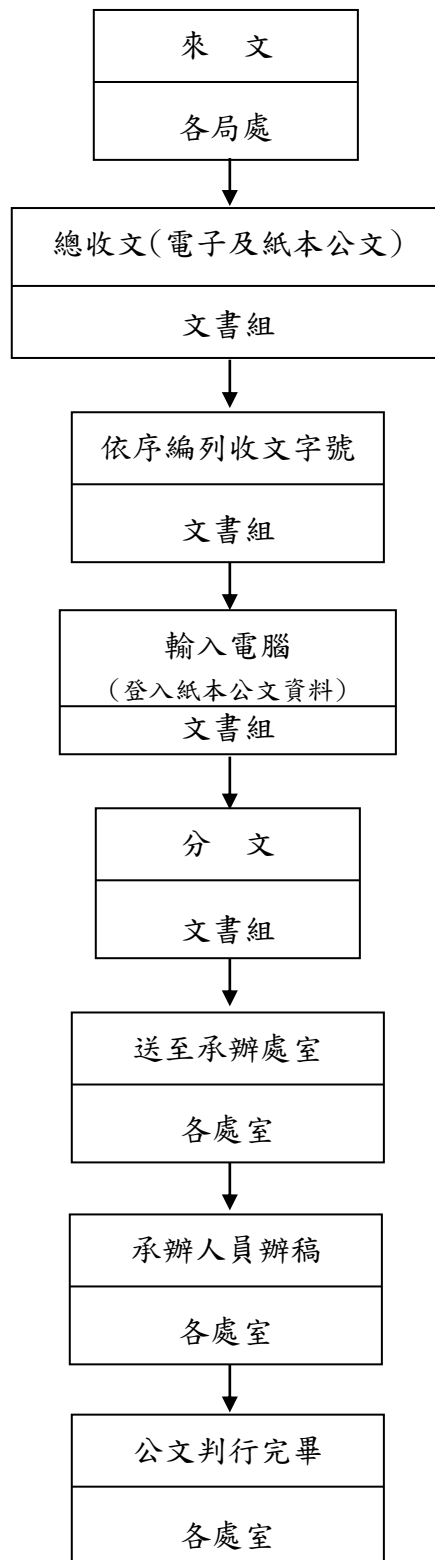 來　文
各局處
總收文(電子及紙本公文)
文書組
依序編列收文字號
文書組
輸入電腦
(登入紙本公文資料)
文書組
分　文
文書組
送至承辦處室
各處室
承辦人員辦稿
各處室
公文判行完畢
各處室